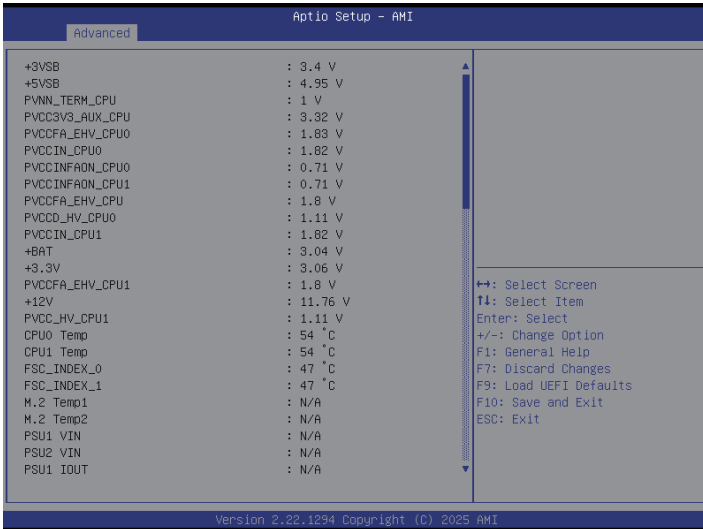 Aptio Setup – AMI
Advanced
+3VSB : 3.4 V
+5VSB : 4.95 V
PVNN_TERM_CPU : 1 V
PVCC3V3_AUX_CPU : 3.32 V
PVCCFA_EHV_CPU0 : 1.83 V
PVCCIN_CPU0 : 1.82 V
PVCCINFAON_CPU0 : 0.71 V
PVCCINFAON_CPU1 : 0.71 V
PVCCFA_EHV_CPU : 1.8 V
PVCCD_HV_CPU0 : 1.11 V
PVCCIN_CPU1 : 1.82 V
+BAT : 3.04 V
+3.3V : 3.06 V
PVCCFA_EHV_CPU1 : 1.8 V
+12V : 11.76 V
PVCC_HV_CPU1 : 1.11 V
CPU0 Temp : 54 °C
CPU1 Temp : 54 °C
FSC_INDEX_0 : 47 °C
FSC_INDEX_1 : 47 °C
M.2 Temp1 : N/A
M.2 Temp2 : N/A
PSU1 VIN : N/A
PSU2 VIN : N/A
PSU1 IOUT : N/A
↔: Select Screen
↑↓: Select Item
Enter: Select
+/-: Change Option
F1: General Help
F7: Discard Changes
F9: Load UEFI Defaults
F10: Save and Exit
ESC: Exit
Version 2.22.1294 Copyright (C) 2025 AMI